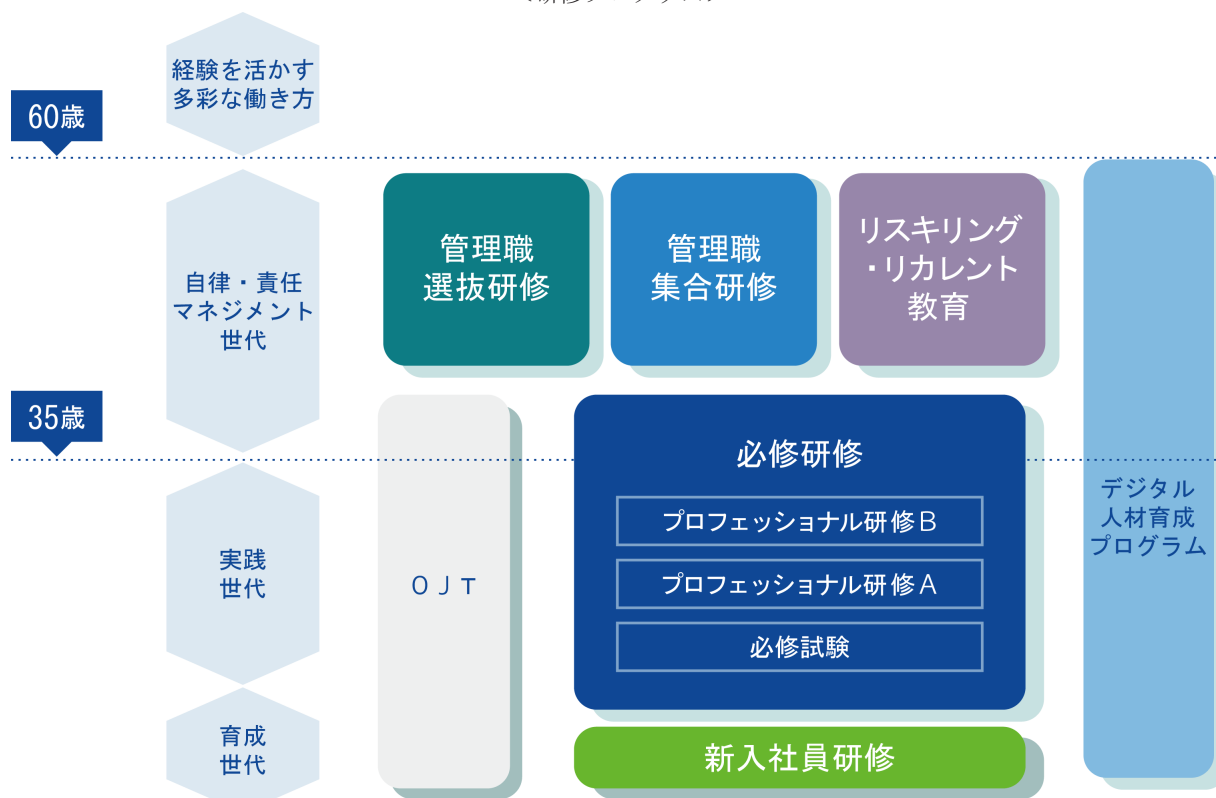 経験を活かす
多彩な働き方
60歳
管理職
選抜研修
管理職
集合研修
リスキリング
・リカレント
教育
自律・責任
マネジメント
世代
35歳
必修研修
プロフェッショナル研修B
プロフェッショナル研修A
必修試験
デジタル
人材育成
プログラム
実践
世代
OJT
育成
世代
新入社員研修